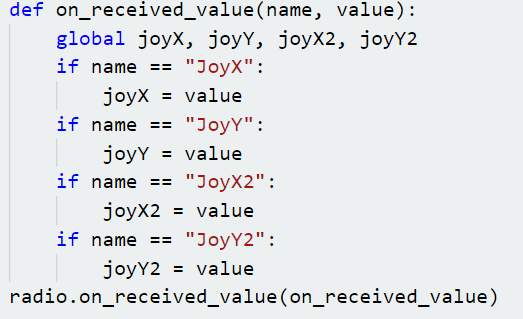 def on_received_value(name, value):
    global joyX, joyY, joyX2, joyY2
    if name == "JoyX":
        joyX = value
    if name == "JoyY":
        joyY = value
    if name == "JoyX2":
        joyX2 = value
    if name == "JoyY2":
        joyY2 = value
radio.on_received_value(on_received_value)